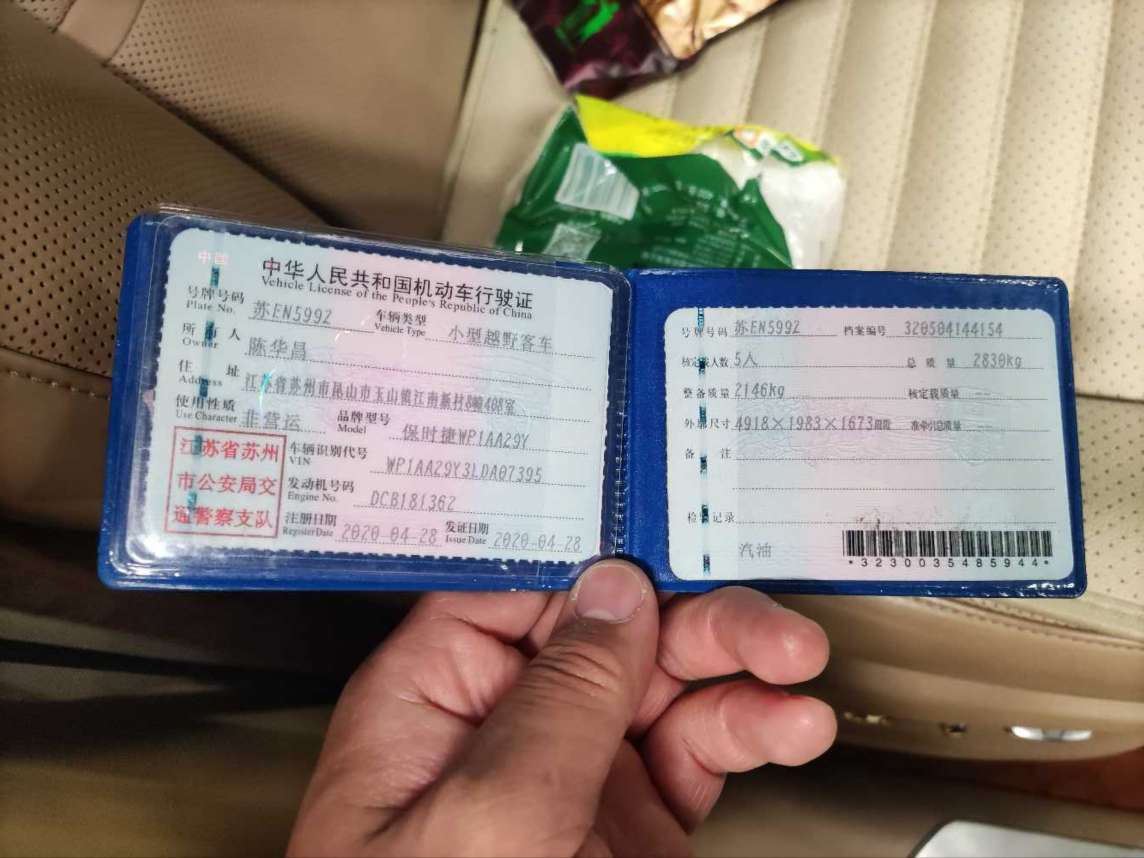 中国
中华人民共和国机动车行驶证
Vehicle License of the People's Republic of China
号牌号码 苏EN599Z 车辆类型 小型越野客车
Plate No. Vehicle Type
所有人 陈华昌
Owner
住址 江苏省苏州市昆山市玉山镇江南新村8幢408室
Address
使用性质 非营运 品牌型号 保时捷WP1AA29Y
Use Character Model
江苏省苏州
市公安局交
通警察支队
车辆识别代号 WP1AA29Y3LDA07395
VIN
发动机号码 DCB181362
Engine No.
注册日期 2020-04-28 发证日期 2020-04-28
Register Date Issue Date
号牌号码 苏EN599Z 档案编号 320504144154
核定载人数 5人 总质量 2830kg
整备质量 2146kg 核定载质量 --
外廓尺寸 4918×1983×1673mm 准牵引总质量 --
备注
检验记录
汽油
*3230035485944*